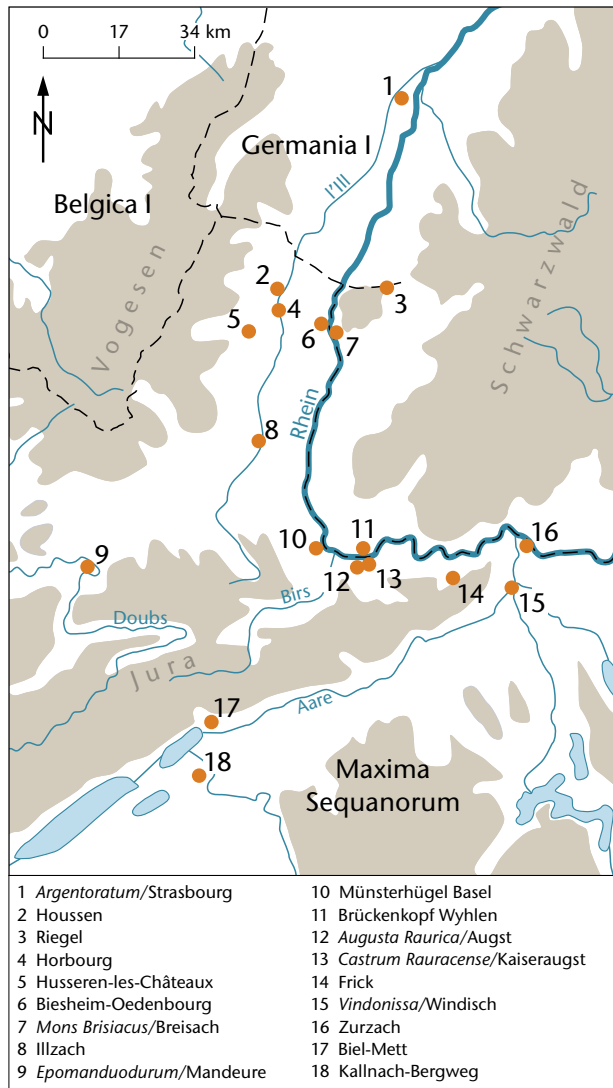 0 17 34 km
N
1
Germania I
l'Ill
Belgica I
Vogesen
Schwarzwald
2
3
4
5
6
7
Rhein
8
9
10
11
12
13
14
15
16
Birs
Doubs
Jura
Aare
17
18
Maxima
Sequanorum
1 Argentoratum/Strasbourg
2 Houssen
3 Riegel
4 Horbourg
5 Husseren-les-Châteaux
6 Biesheim-Oedenbourg
7 Mons Brisiacus/Breisach
8 Illzach
9 Epomanduodurum/Mandeure
10 Münsterhügel Basel
11 Brückenkopf Wyhlen
12 Augusta Raurica/Augst
13 Castrum Rauracense/Kaiseraugst
14 Frick
15 Vindonissa/Windisch
16 Zurzach
17 Biel-Mett
18 Kallnach-Bergweg